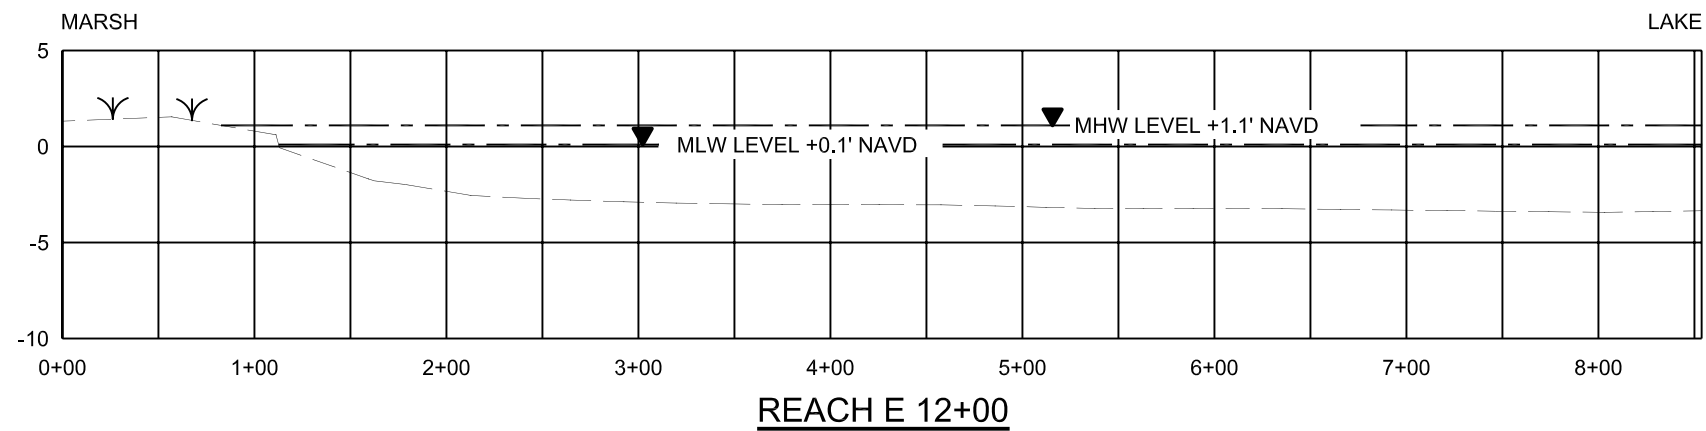 MARSH
LAKE
5
MHW LEVEL +1.1' NAVD
0
MLW LEVEL +0.1' NAVD
-5
-10
0+00 1+00 2+00 3+00 4+00 5+00 6+00 7+00 8+00
REACH E 12+00